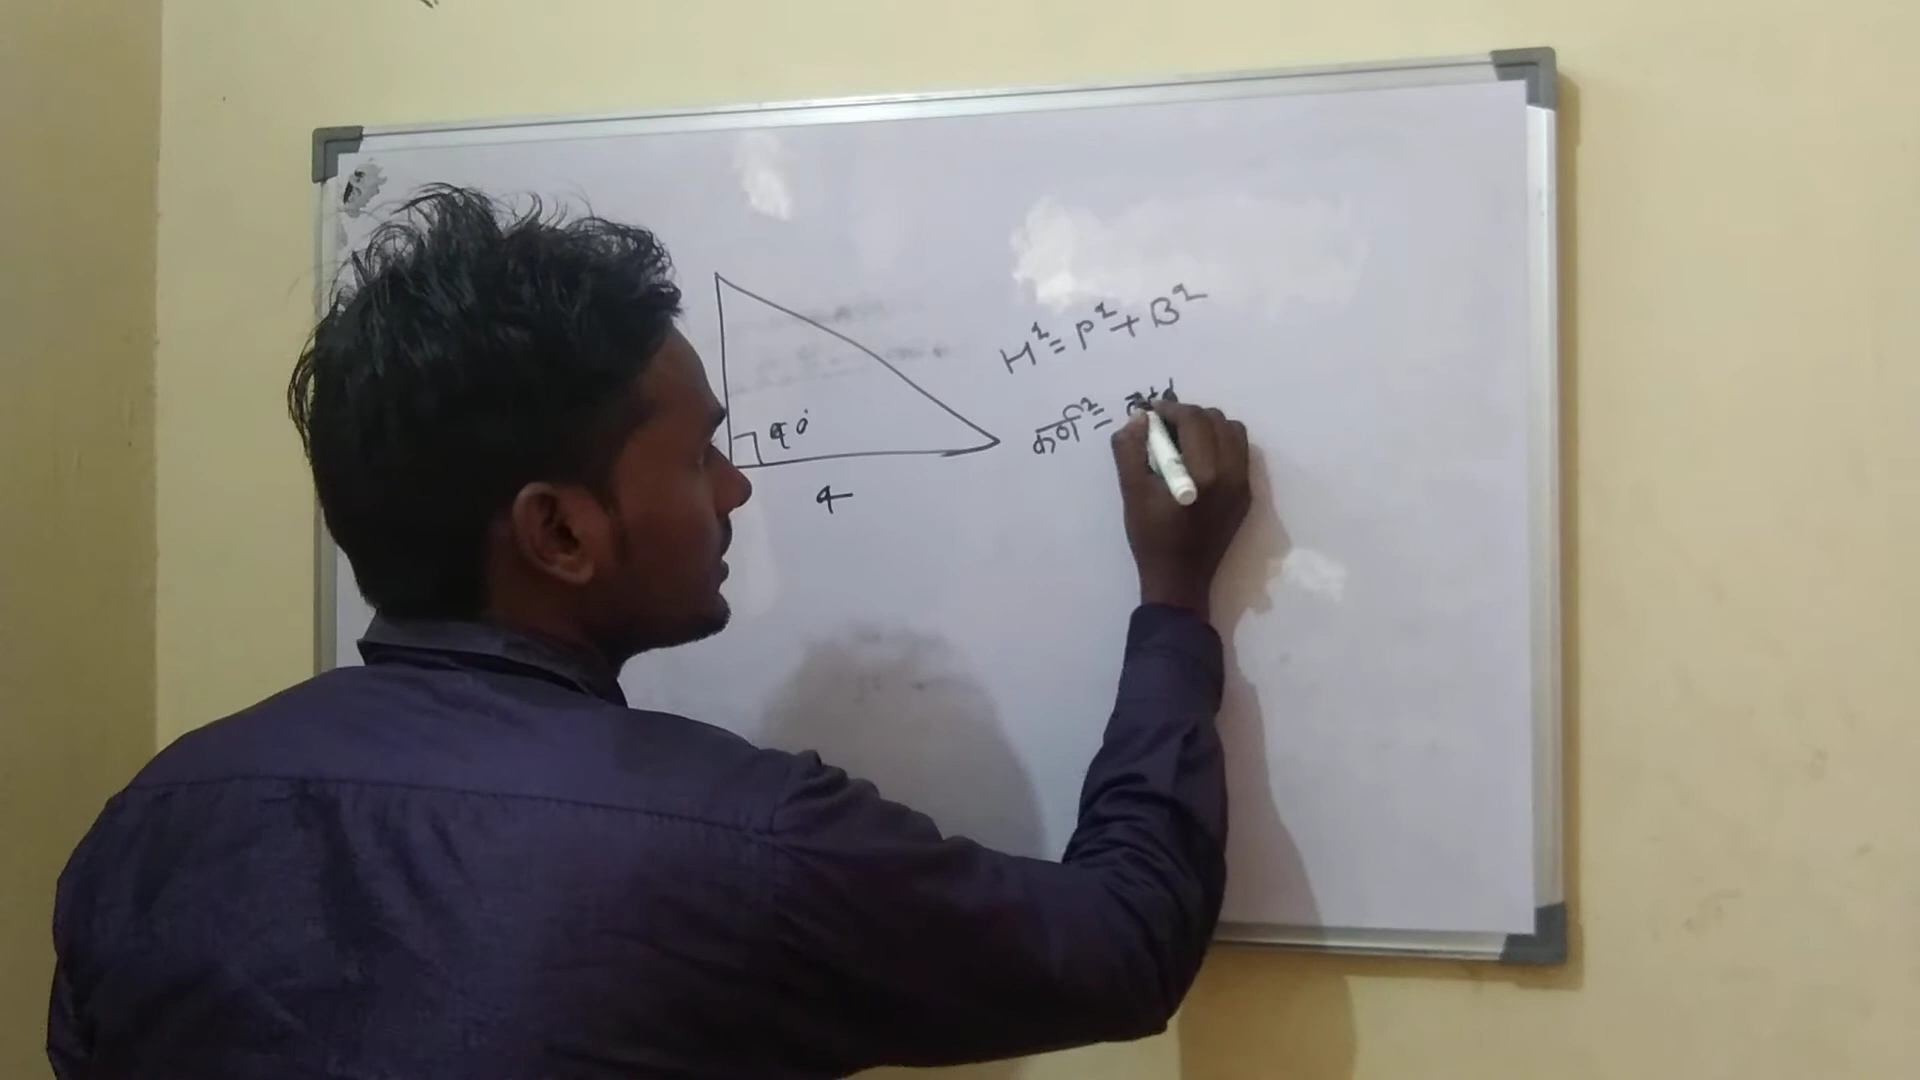 H² = P² + B²
कर्ण² =
90°
4